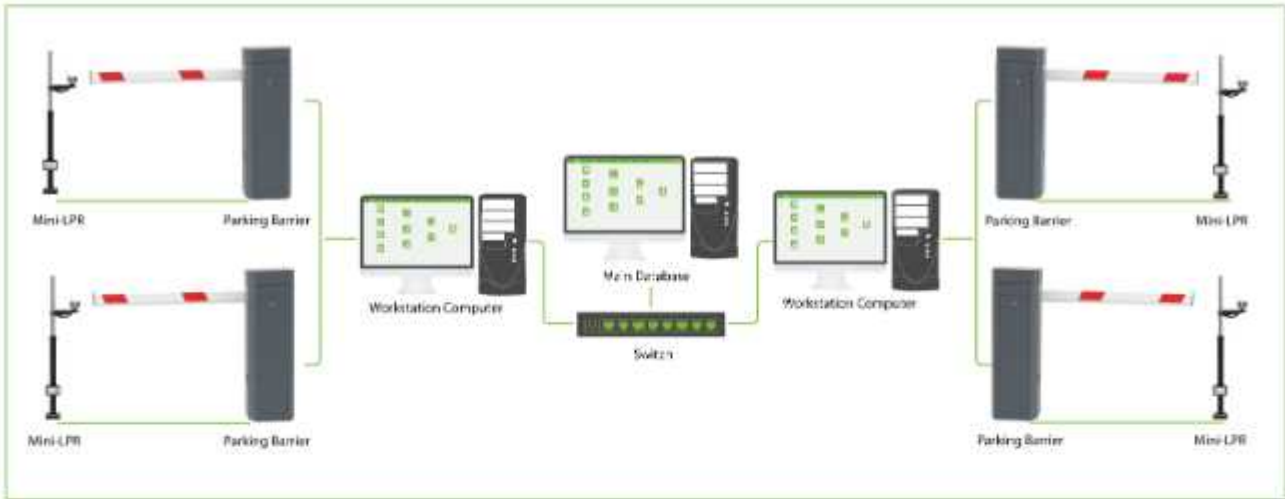 Mini-LPR
Parking Barrier
Parking Barrier
Mini-LPR
Main Database
Workstation Computer
Workstation Computer
Switch
Mini-LPR
Parking Barrier
Parking Barrier
Mini-LPR